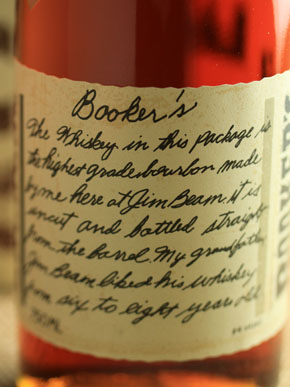 Booker's
The Whiskey in this package is
the highest grade bourbon made
by me here at Jim Beam. It is
uncut and bottled straight
from the barrel. My grandfather,
Jim Beam liked his whiskey
from six to eight years old.
750ML